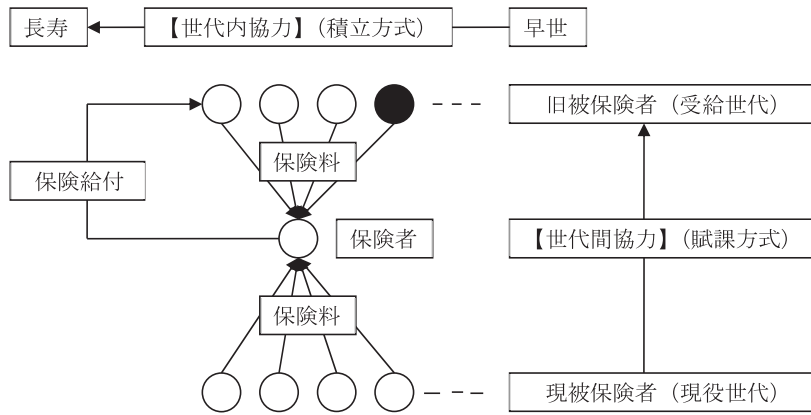 長寿
【世代内協力】（積立方式）
早世
旧被保険者（受給世代）
保険料
保険給付
保険者
【世代間協力】（賦課方式）
保険料
現被保険者（現役世代）